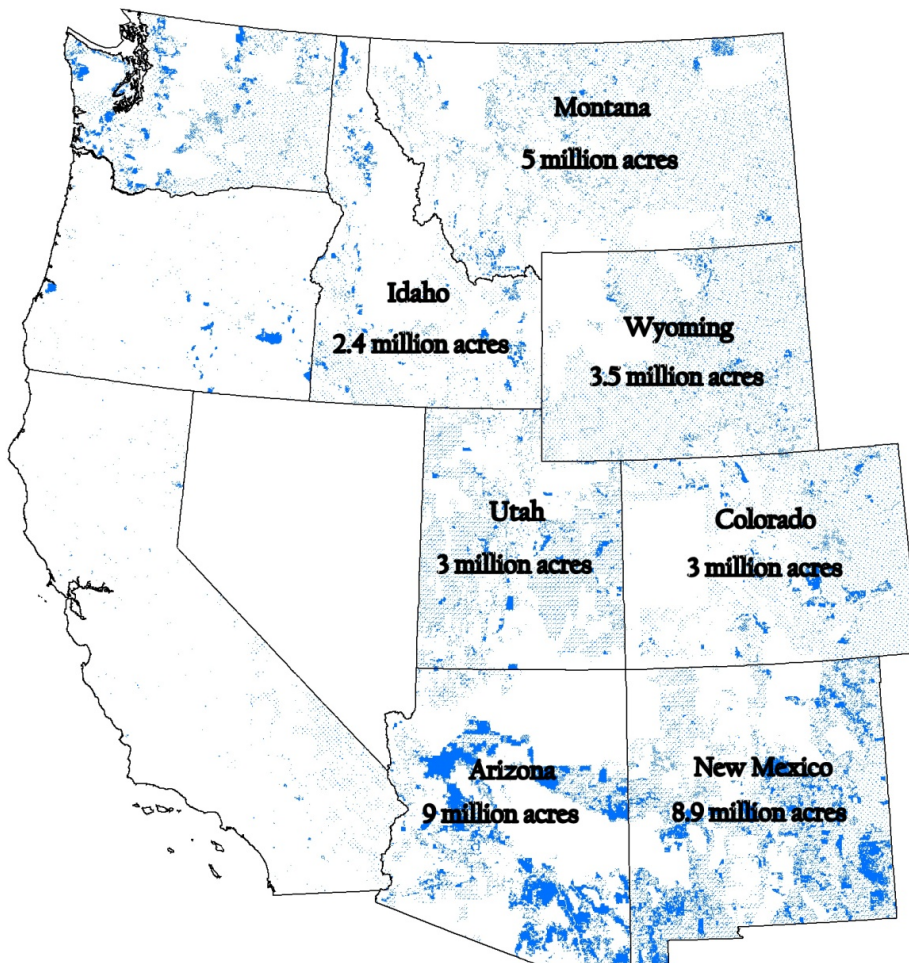 Montana
5 million acres
Idaho
2.4 million acres
Wyoming
3.5 million acres
Utah
3 million acres
Colorado
3 million acres
Arizona
9 million acres
New Mexico
8.9 million acres